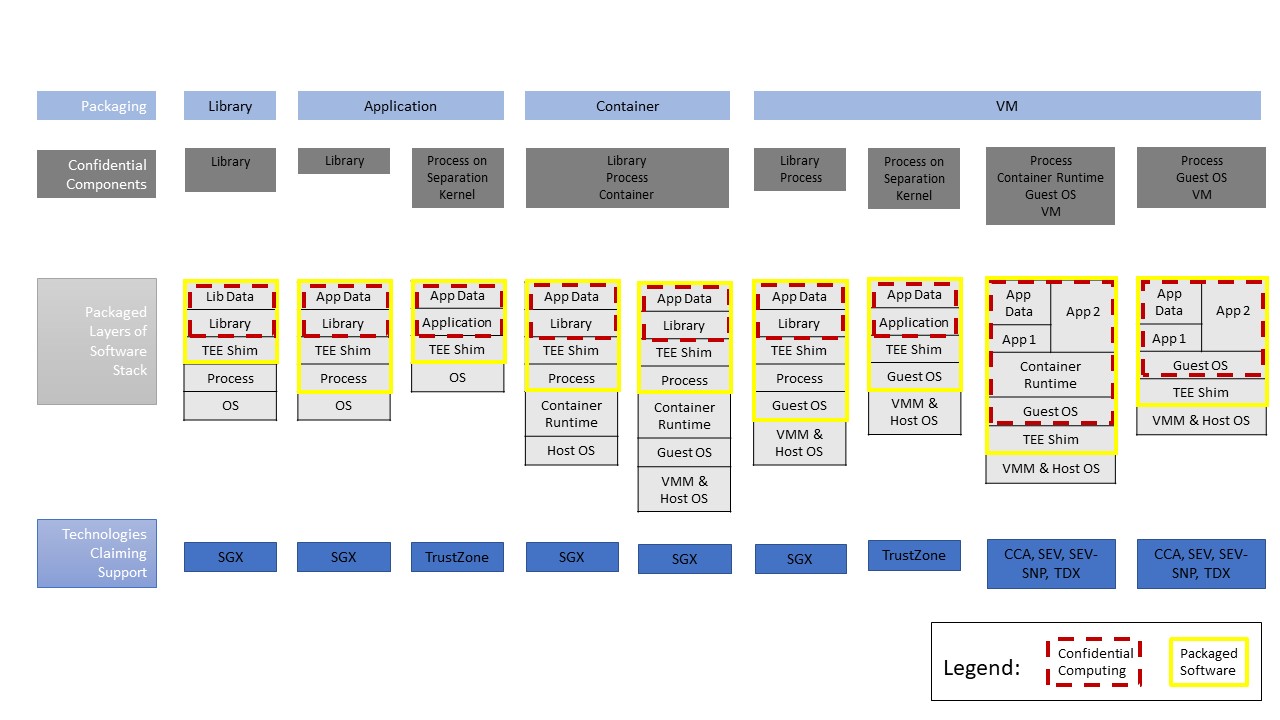 Packaging
Library
Application
Container
VM
Confidential
Components
Library
Library
Process on
Separation
Kernel
Library
Process
Container
Library
Process
Process on
Separation
Kernel
Process
Container Runtime
Guest OS
VM
Process
Guest OS
VM
Packaged
Layers of
Software
Stack
Lib Data
Library
TEE Shim
Process
OS
App Data
Library
TEE Shim
Process
OS
App Data
Application
TEE Shim
OS
App Data
Library
TEE Shim
Process
Container
Runtime
Host OS
App Data
Library
TEE Shim
Process
Container
Runtime
Guest OS
VMM &
Host OS
App Data
Library
TEE Shim
Process
Guest OS
VMM &
Host OS
App Data
Application
TEE Shim
Guest OS
VMM &
Host OS
App
Data
App 2
App 1
Container
Runtime
Guest OS
TEE Shim
VMM & Host OS
App
Data
App 2
App 1
Guest OS
TEE Shim
VMM & Host OS
Technologies
Claiming
Support
SGX
SGX
TrustZone
SGX
SGX
SGX
TrustZone
CCA, SEV, SEV-
SNP, TDX
CCA, SEV, SEV-
SNP, TDX
Legend:
Confidential
Computing
Packaged
Software